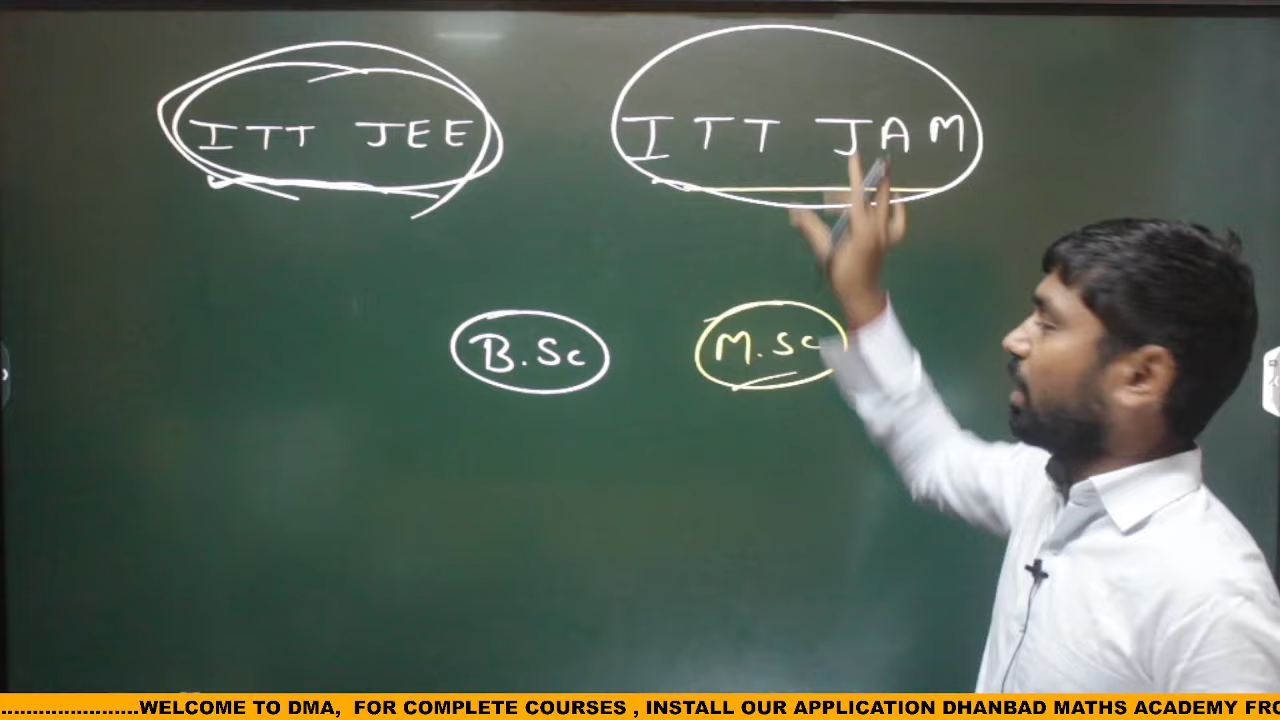 ITT JEE ITT JAM
B.Sc M.Sc
.....................WELCOME TO DMA, FOR COMPLETE COURSES , INSTALL OUR APPLICATION DHANBAD MATHS ACADEMY FRO